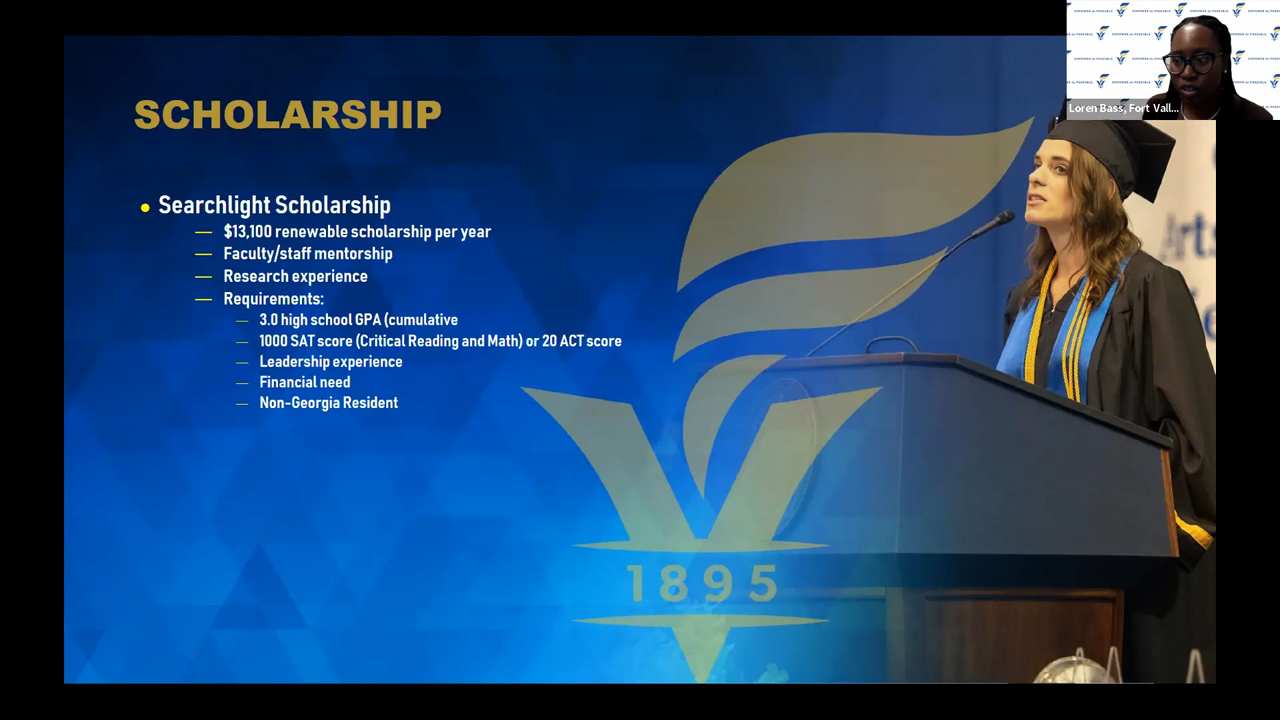 SCHOLARSHIP
Loren Bass, Fort Vall...
Searchlight Scholarship
$13,100 renewable scholarship per year
Faculty/staff mentorship
Research experience
Requirements:
3.0 high school GPA (cumulative
1000 SAT score (Critical Reading and Math) or 20 ACT score
Leadership experience
Financial need
Non-Georgia Resident
1895